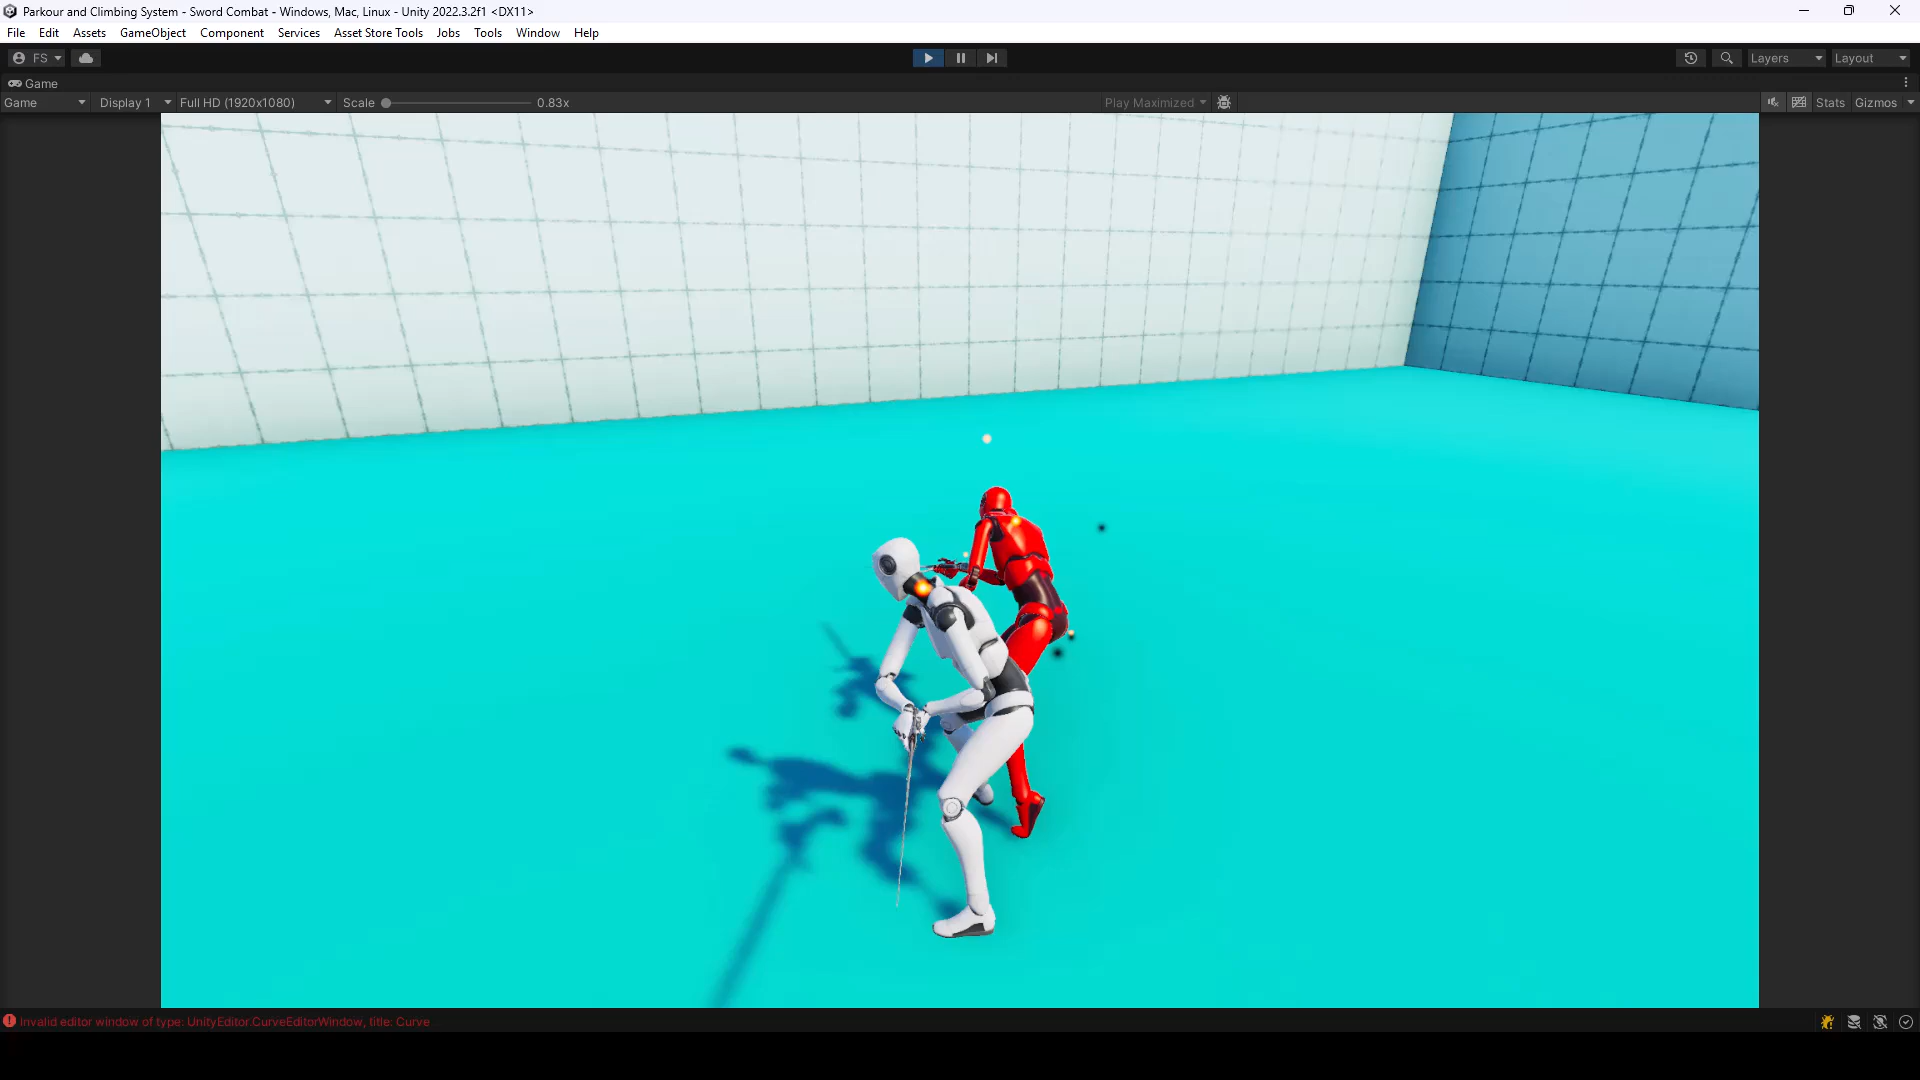 Parkour and Climbing System - Sword Combat - Windows, Mac, Linux - Unity 2022.3.2f1 <DX11>
File Edit Assets GameObject Component Services Asset Store Tools Jobs Tools Window Help
FS Layers Layout
Game
Game Display 1 Full HD (1920x1080) Scale 0.83x Play Maximized Stats Gizmos
Invalid editor window of type: UnityEditor.CurveEditorWindow, title: Curve